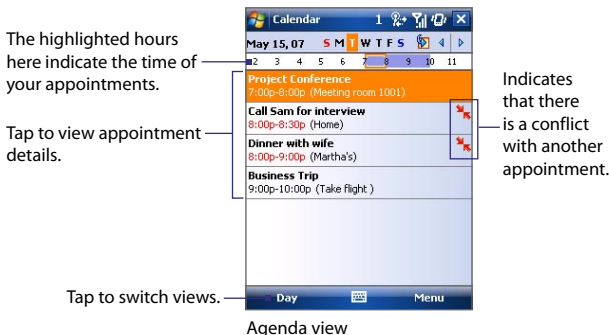 Calendar 1
May 15, 07 S M T W T F S
The highlighted hours
here indicate the time of
your appointments.
2 3 4 5 6 7 8 9 10 11
Project Conference
7:00p-8:00p (Meeting room 1001)
Call Sam for interview
8:00p-8:30p (Home)
Dinner with wife
8:00p-9:00p (Martha's)
Business Trip
9:00p-10:00p (Take flight )
Tap to view appointment
details.
Indicates
that there
is a conflict
with another
appointment.
Tap to switch views.
Day Menu
Agenda view